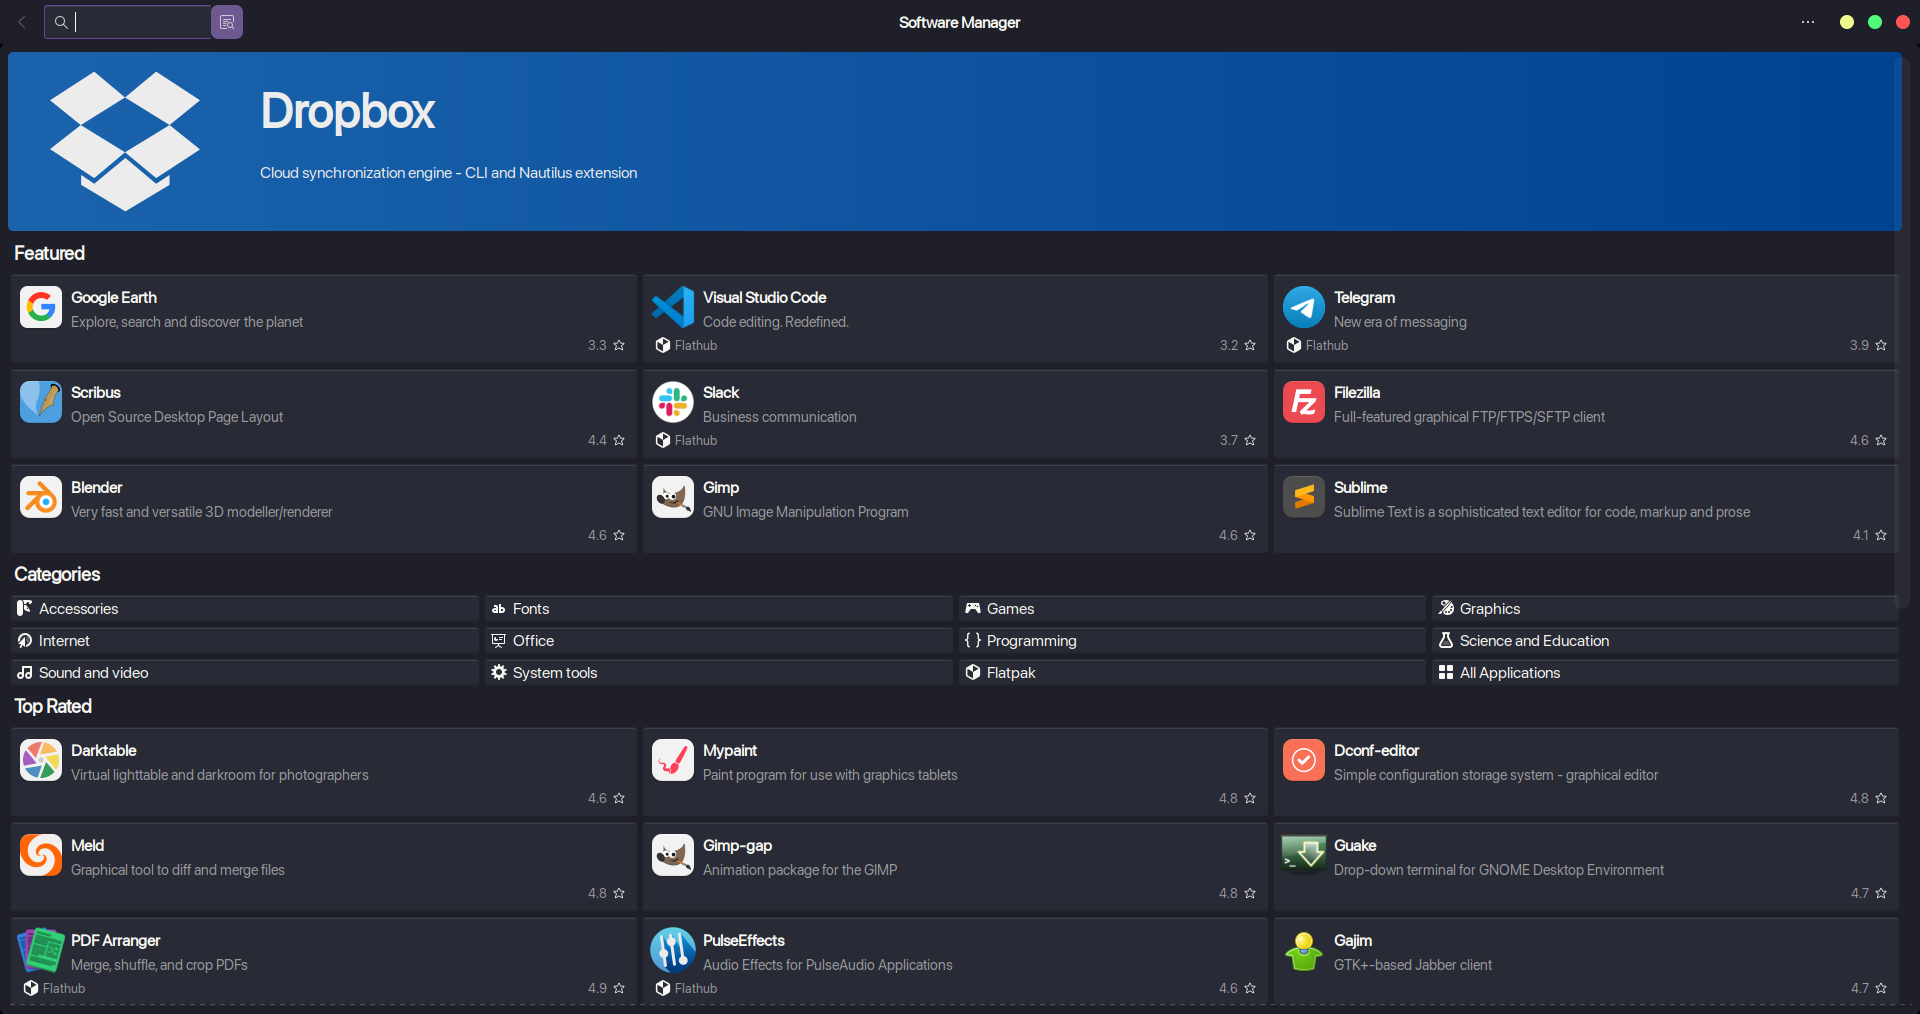 Software Manager
Dropbox
Cloud synchronization engine - CLI and Nautilus extension
Featured
Google Earth
Explore, search and discover the planet
3.3
Visual Studio Code
Code editing. Redefined.
Flathub
3.2
Telegram
New era of messaging
Flathub
3.9
Scribus
Open Source Desktop Page Layout
4.4
Slack
Business communication
Flathub
3.7
Filezilla
Full-featured graphical FTP/FTPS/SFTP client
4.6
Blender
Very fast and versatile 3D modeller/renderer
4.6
Gimp
GNU Image Manipulation Program
4.6
Sublime
Sublime Text is a sophisticated text editor for code, markup and prose
4.1
Categories
Accessories
ab Fonts
Games
Graphics
Internet
Office
{ } Programming
Science and Education
Sound and video
System tools
Flatpak
All Applications
Top Rated
Darktable
Virtual lighttable and darkroom for photographers
4.6
Mypaint
Paint program for use with graphics tablets
4.8
Dconf-editor
Simple configuration storage system - graphical editor
4.8
Meld
Graphical tool to diff and merge files
4.8
Gimp-gap
Animation package for the GIMP
4.8
Guake
Drop-down terminal for GNOME Desktop Environment
4.7
PDF Arranger
Merge, shuffle, and crop PDFs
Flathub
4.9
PulseEffects
Audio Effects for PulseAudio Applications
Flathub
4.6
Gajim
GTK+-based Jabber client
4.7